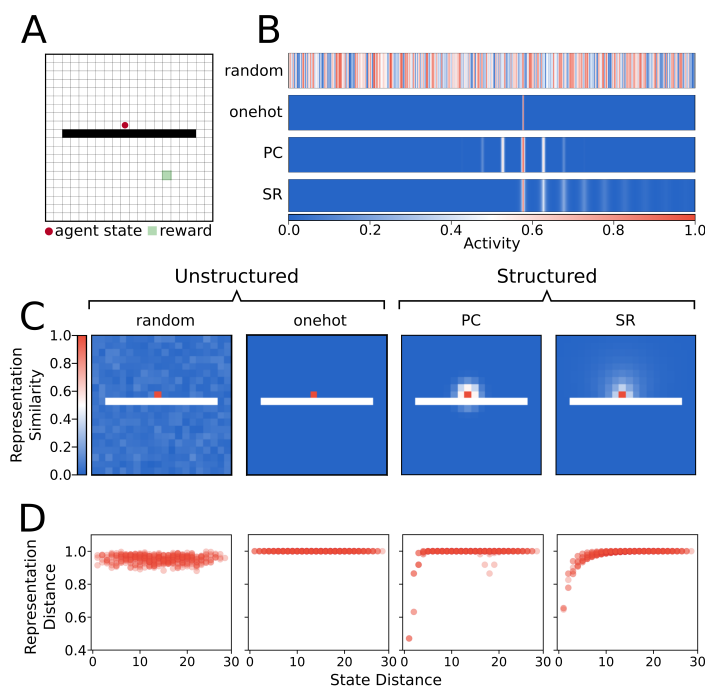 A
agent state reward
B
random
onehot
PC
SR
0.0 0.2 0.4 0.6 0.8 1.0
Activity
Unstructured Structured
C
random onehot PC SR
Representation
Similarity
1.0
0.8
0.6
0.4
0.2
0.0
D
Representation
Distance
1.0
0.8
0.6
0.4
0 10 20 30 0 10 20 30 0 10 20 30 0 10 20 30
State Distance